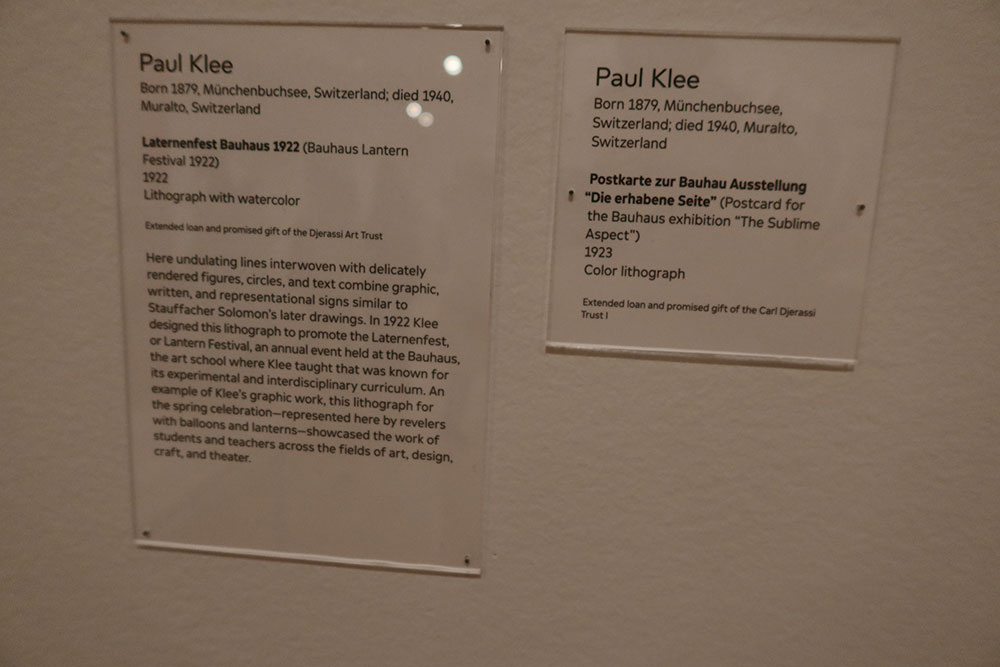 Paul Klee
Born 1879, Münchenbuchsee, Switzerland; died 1940,
Muralto, Switzerland
Laternenfest Bauhaus 1922 (Bauhaus Lantern
Festival 1922)
1922
Lithograph with watercolor
Extended loan and promised gift of the Djerassi Art Trust
Here undulating lines interwoven with delicately
rendered figures, circles, and text combine graphic,
written, and representational signs similar to
Stauffacher Solomon's later drawings. In 1922 Klee
designed this lithograph to promote the Laternenfest,
or Lantern Festival, an annual event held at the Bauhaus,
the art school where Klee taught that was known for
its experimental and interdisciplinary curriculum. An
example of Klee's graphic work, this lithograph for
the spring celebration—represented here by revelers
with balloons and lanterns—showcased the work of
students and teachers across the fields of art, design,
craft, and theater.
Paul Klee
Born 1879, Münchenbuchsee,
Switzerland; died 1940, Muralto,
Switzerland
Postkarte zur Bauhau Ausstellung
“Die erhabene Seite” (Postcard for
the Bauhaus exhibition “The Sublime
Aspect”)
1923
Color lithograph
Extended loan and promised gift of the Carl Djerassi
Trust I